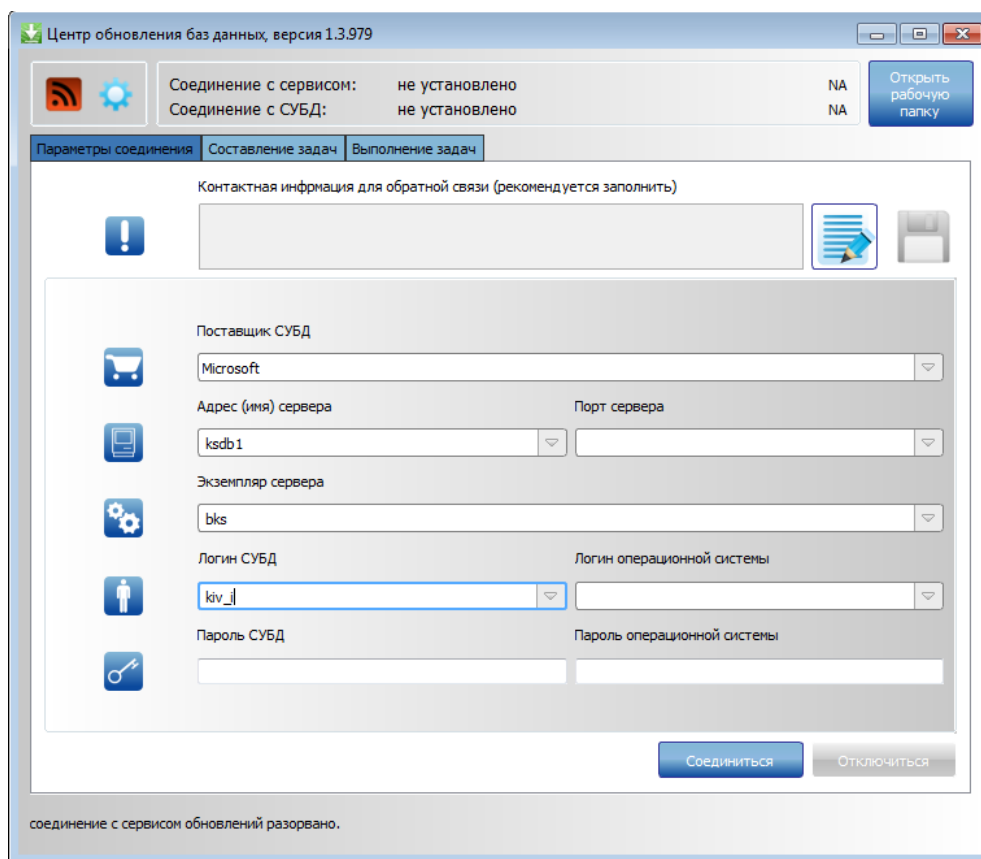 Центр обновления баз данных, версия 1.3.979
Соединение с сервисом: не установлено NA
Соединение с СУБД: не установлено NA
Открыть
рабочую
папку
Параметры соединения Составление задач Выполнение задач
Контактная инфрмация для обратной связи (рекомендуется заполнить)
Поставщик СУБД
Microsoft
Адрес (имя) сервера Порт сервера
ksdb1
Экземпляр сервера
bks
Логин СУБД Логин операционной системы
kiv_i
Пароль СУБД Пароль операционной системы
Соединиться Отключиться
соединение с сервисом обновлений разорвано.